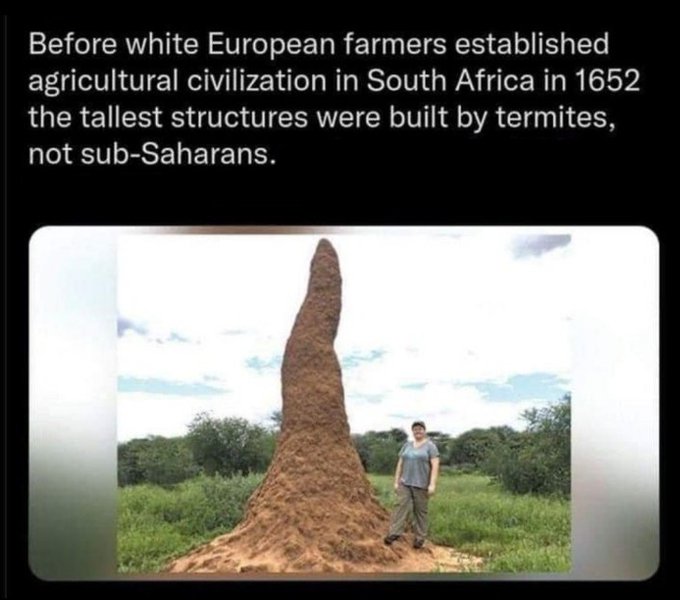 Before white European farmers established
agricultural civilization in South Africa in 1652
the tallest structures were built by termites,
not sub-Saharans.